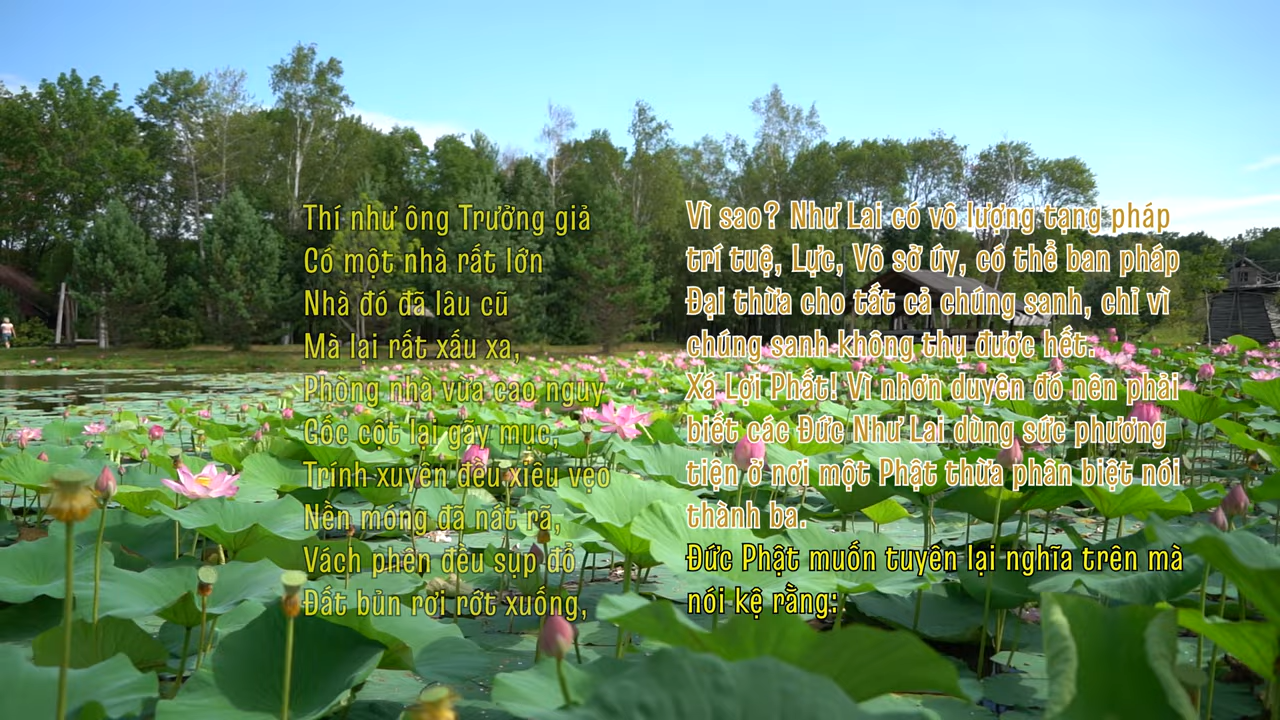 Thí như ông Trưởng giả
Có một nhà rất lớn
Nhà đó đã lâu cũ
Mà lại rất xấu xa,
Phòng nhà vừa cao nguy
Gốc cột lại gãy mục,
Trính xuyên đều xiêu vẹo
Nền móng đã nát rã,
Vách phên đều sụp đổ
Đất bùn rơi rớt xuống,
Vì sao? Như Lai có vô lượng tạng pháp
trí tuệ, Lực, Vô sở úy, có thể ban pháp
Đại thừa cho tất cả chúng sanh, chỉ vì
chúng sanh không thụ được hết.
Xá Lợi Phất! Vì nhơn duyên đó nên phải
biết các Đức Như Lai dùng sức phương
tiện ở nơi một Phật thừa phân biệt nói
thành ba.
Đức Phật muốn tuyên lại nghĩa trên mà
nói kệ rằng: